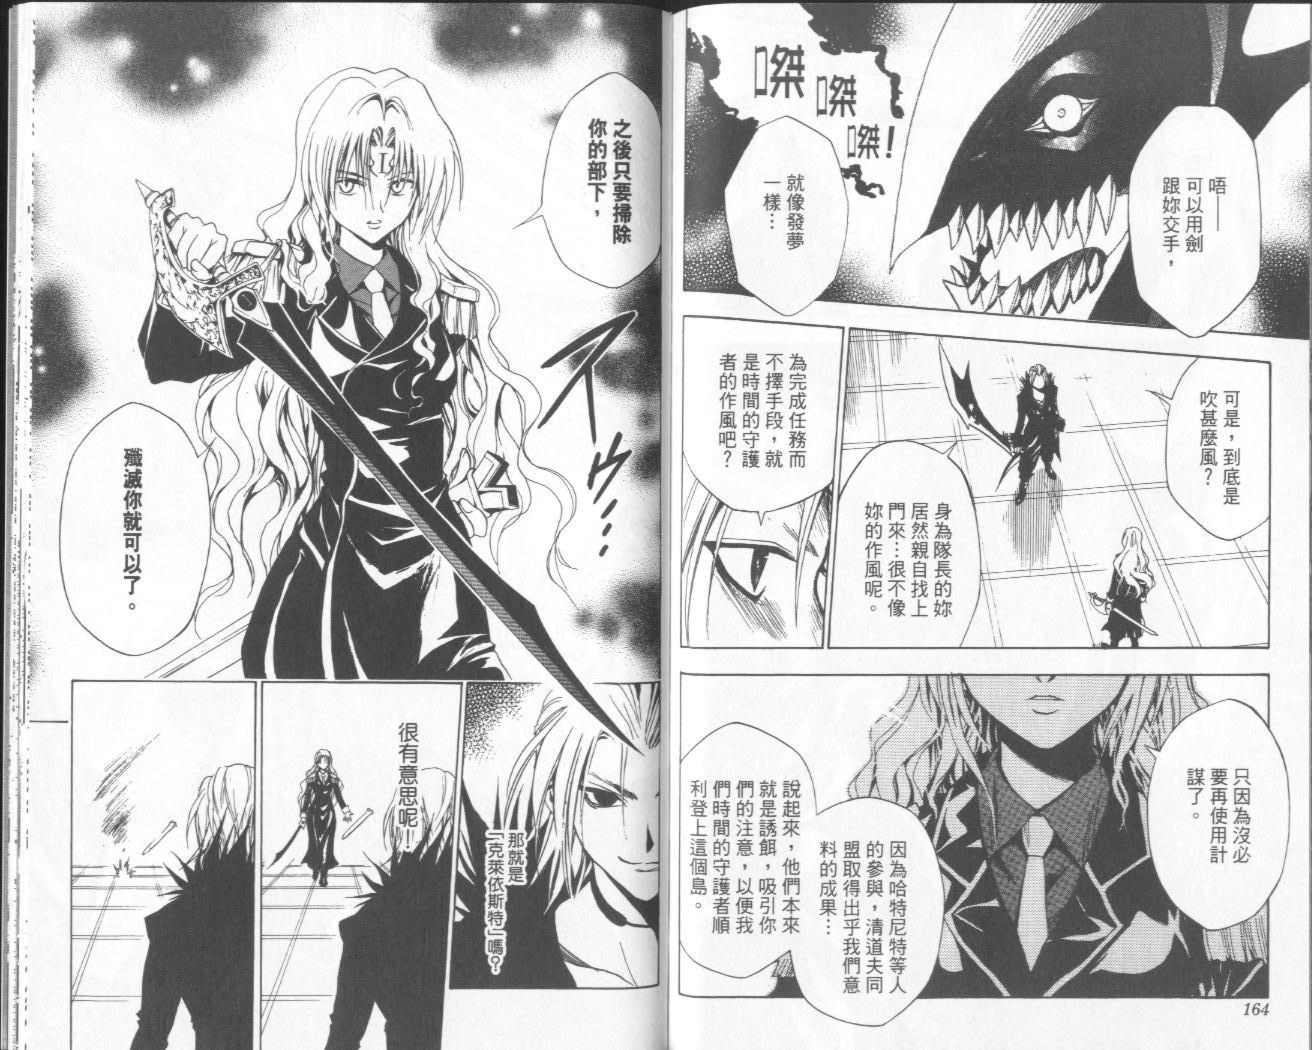 唔──
可以用劍
跟妳交手，
桀
桀
桀！
就像發夢
一樣…
可是，到底是
吹甚麼風？
身為隊長的妳
居然親自找上
門來…很不像
妳的作風呢。
為完成任務而
不擇手段，就
是時間的守護
者的作風吧？
只因為沒必
要再使用計
謀了。
因為哈特尼特等人
的參與，清道夫同
盟取得出乎我們意
料的成果…
說起來，他們本來
就是誘餌，吸引你
們的注意，以便我
們時間的守護者順
利登上這個島。
164
之後只要掃除
你的部下，
殲滅你就可以了。
I
那就是
「克萊依斯特」嗎？
很有意思呢！